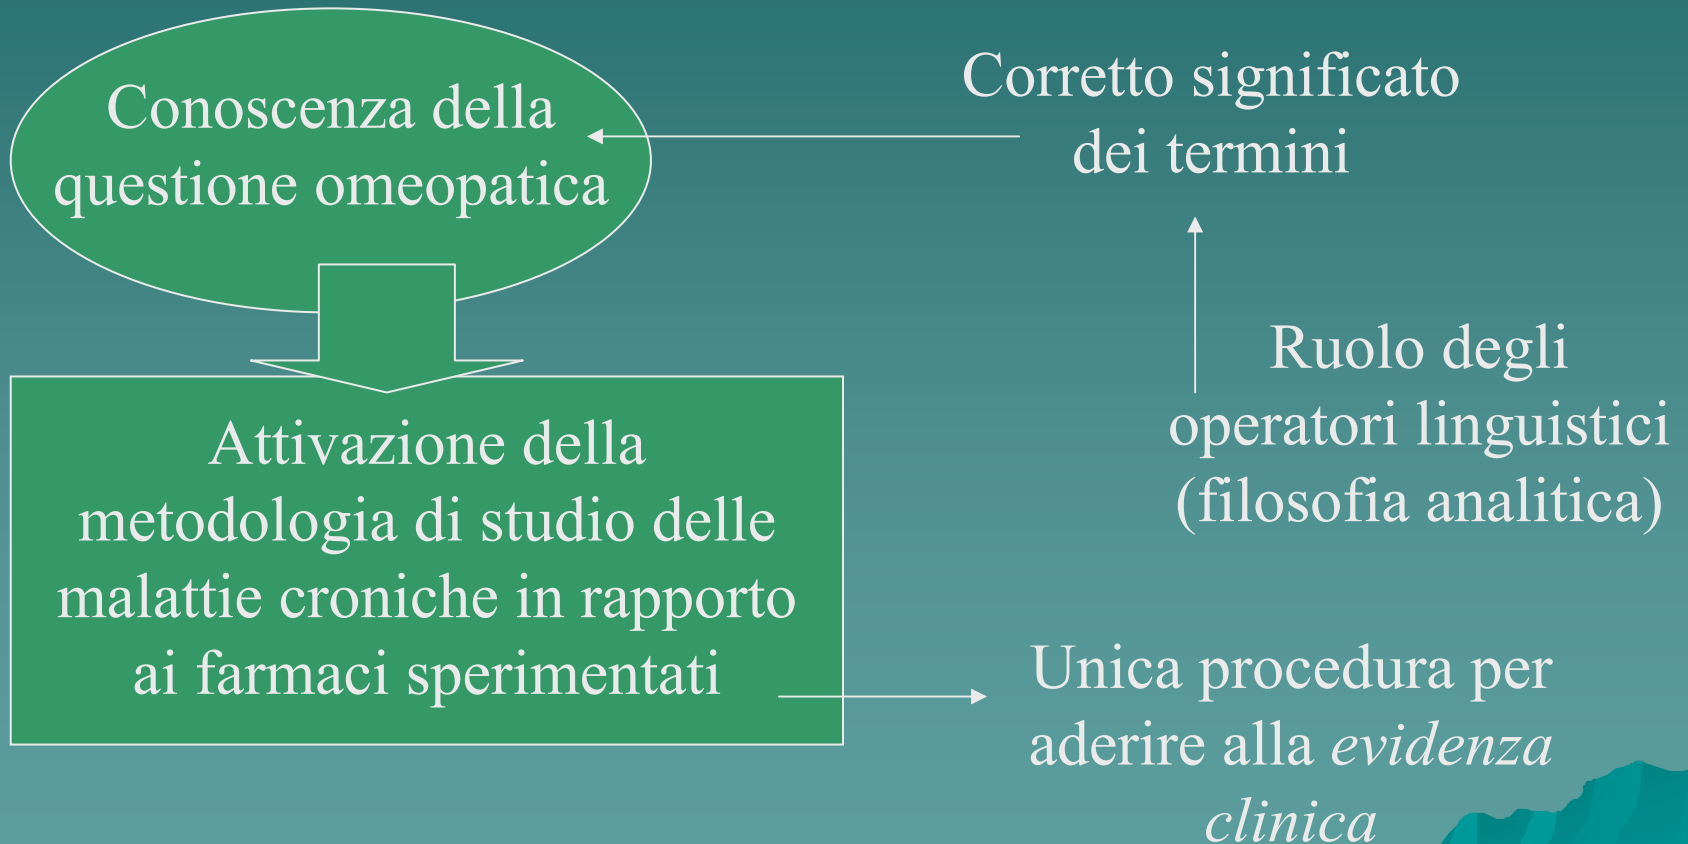 Conoscenza della
questione omeopatica
Corretto significato
dei termini
Ruolo degli
operatori linguistici
(filosofia analitica)
Attivazione della
metodologia di studio delle
malattie croniche in rapporto
ai farmaci sperimentati
Unica procedura per
aderire alla evidenza
clinica